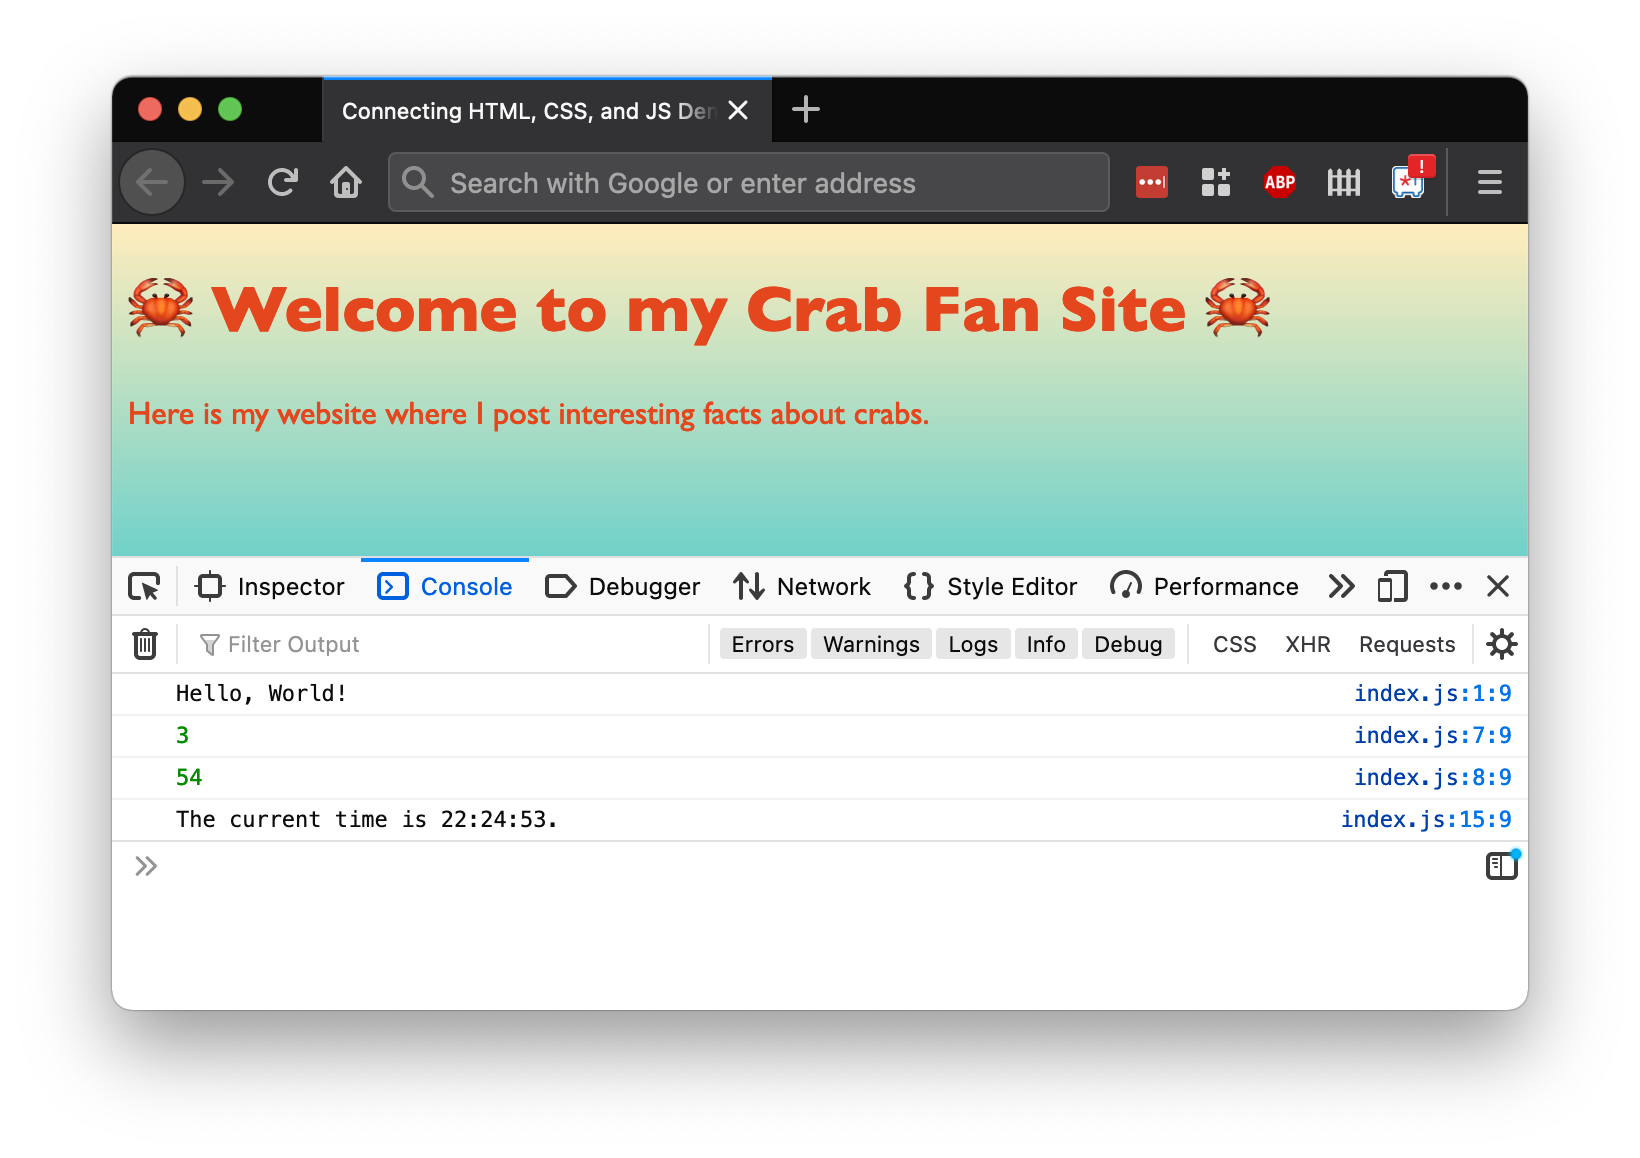 Connecting HTML, CSS, and JS Dem
Search with Google or enter address
ABP
!
🦀 Welcome to my Crab Fan Site 🦀
Here is my website where I post interesting facts about crabs.
Inspector Console Debugger Network Style Editor Performance
Filter Output Errors Warnings Logs Info Debug CSS XHR Requests
Hello, World! index.js:1:9
3 index.js:7:9
54 index.js:8:9
The current time is 22:24:53. index.js:15:9